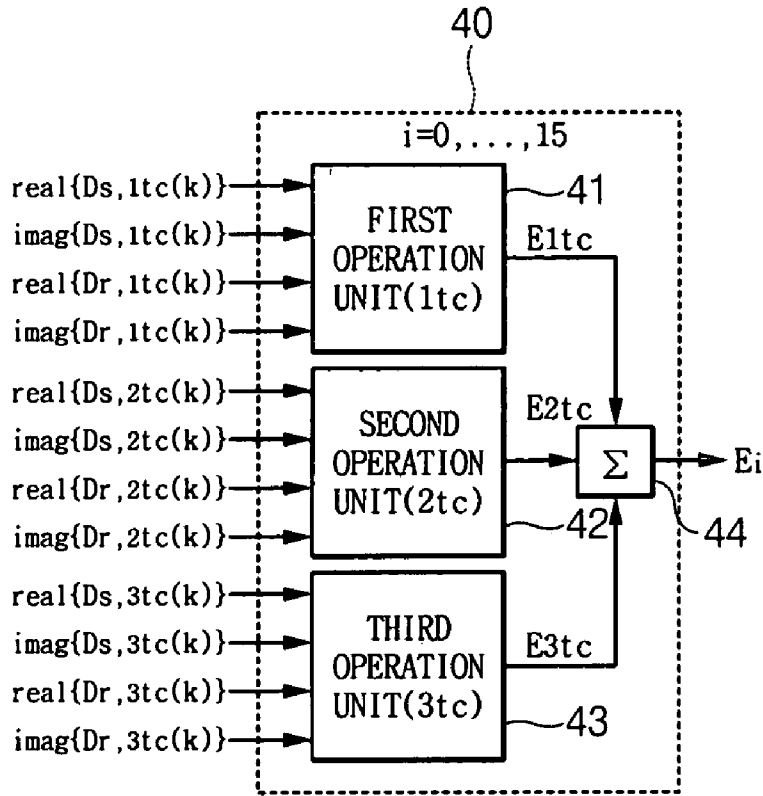 40
i=0,...,15
real{Ds,1tc(k)}
imag{Ds,1tc(k)}
real{Dr,1tc(k)}
imag{Dr,1tc(k)}
FIRST
OPERATION
UNIT(1tc)
41
E1tc
real{Ds,2tc(k)}
imag{Ds,2tc(k)}
real{Dr,2tc(k)}
imag{Dr,2tc(k)}
SECOND
OPERATION
UNIT(2tc)
42
E2tc
Σ
44
Ei
real{Ds,3tc(k)}
imag{Ds,3tc(k)}
real{Dr,3tc(k)}
imag{Dr,3tc(k)}
THIRD
OPERATION
UNIT(3tc)
43
E3tc